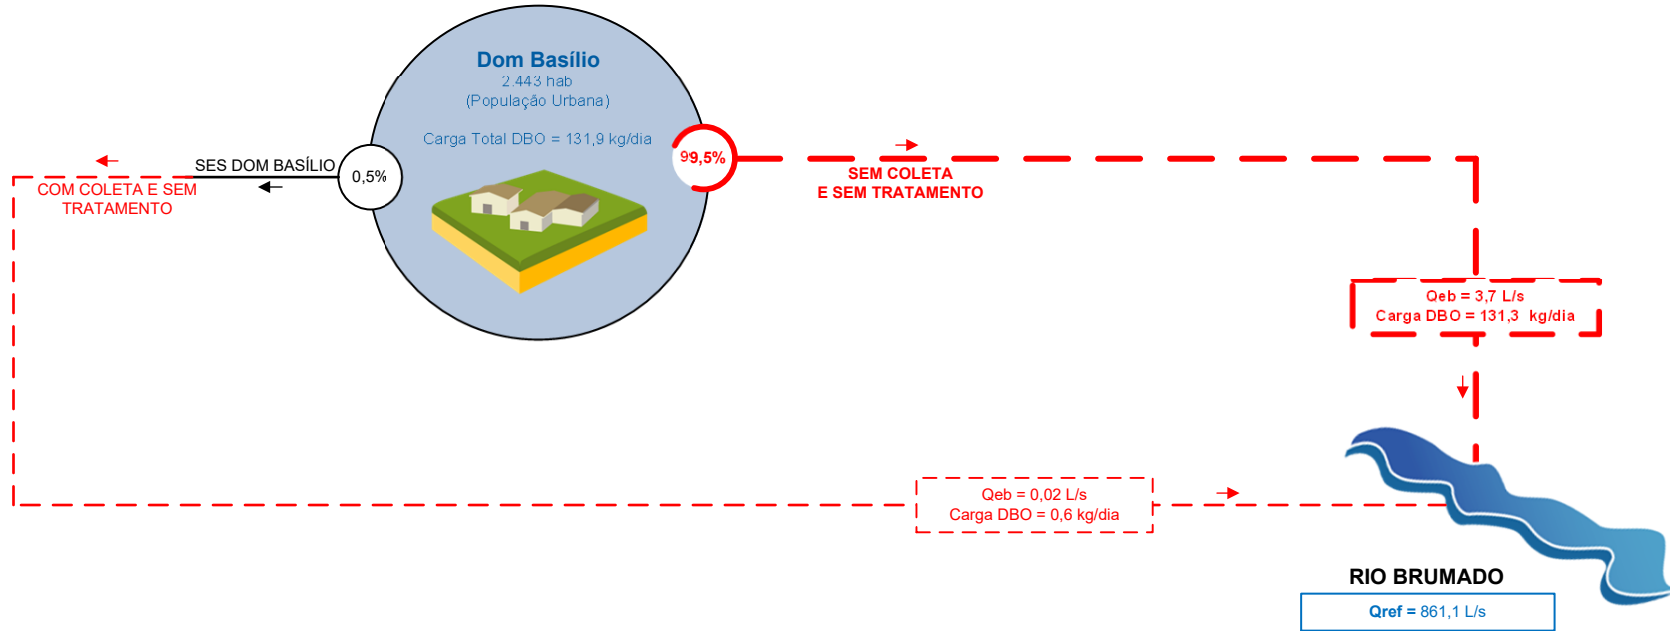 Dom Basílio
2.443 hab
(População Urbana)
Carga Total DBO = 131,9 kg/dia
99,5%
SES DOM BASÍLIO
0,5%
COM COLETA E SEM
TRATAMENTO
SEM COLETA
E SEM TRATAMENTO
Qeb = 3,7 L/s
Carga DBO = 131,3 kg/dia
Qeb = 0,02 L/s
Carga DBO = 0,6 kg/dia
RIO BRUMADO
Qref = 861,1 L/s